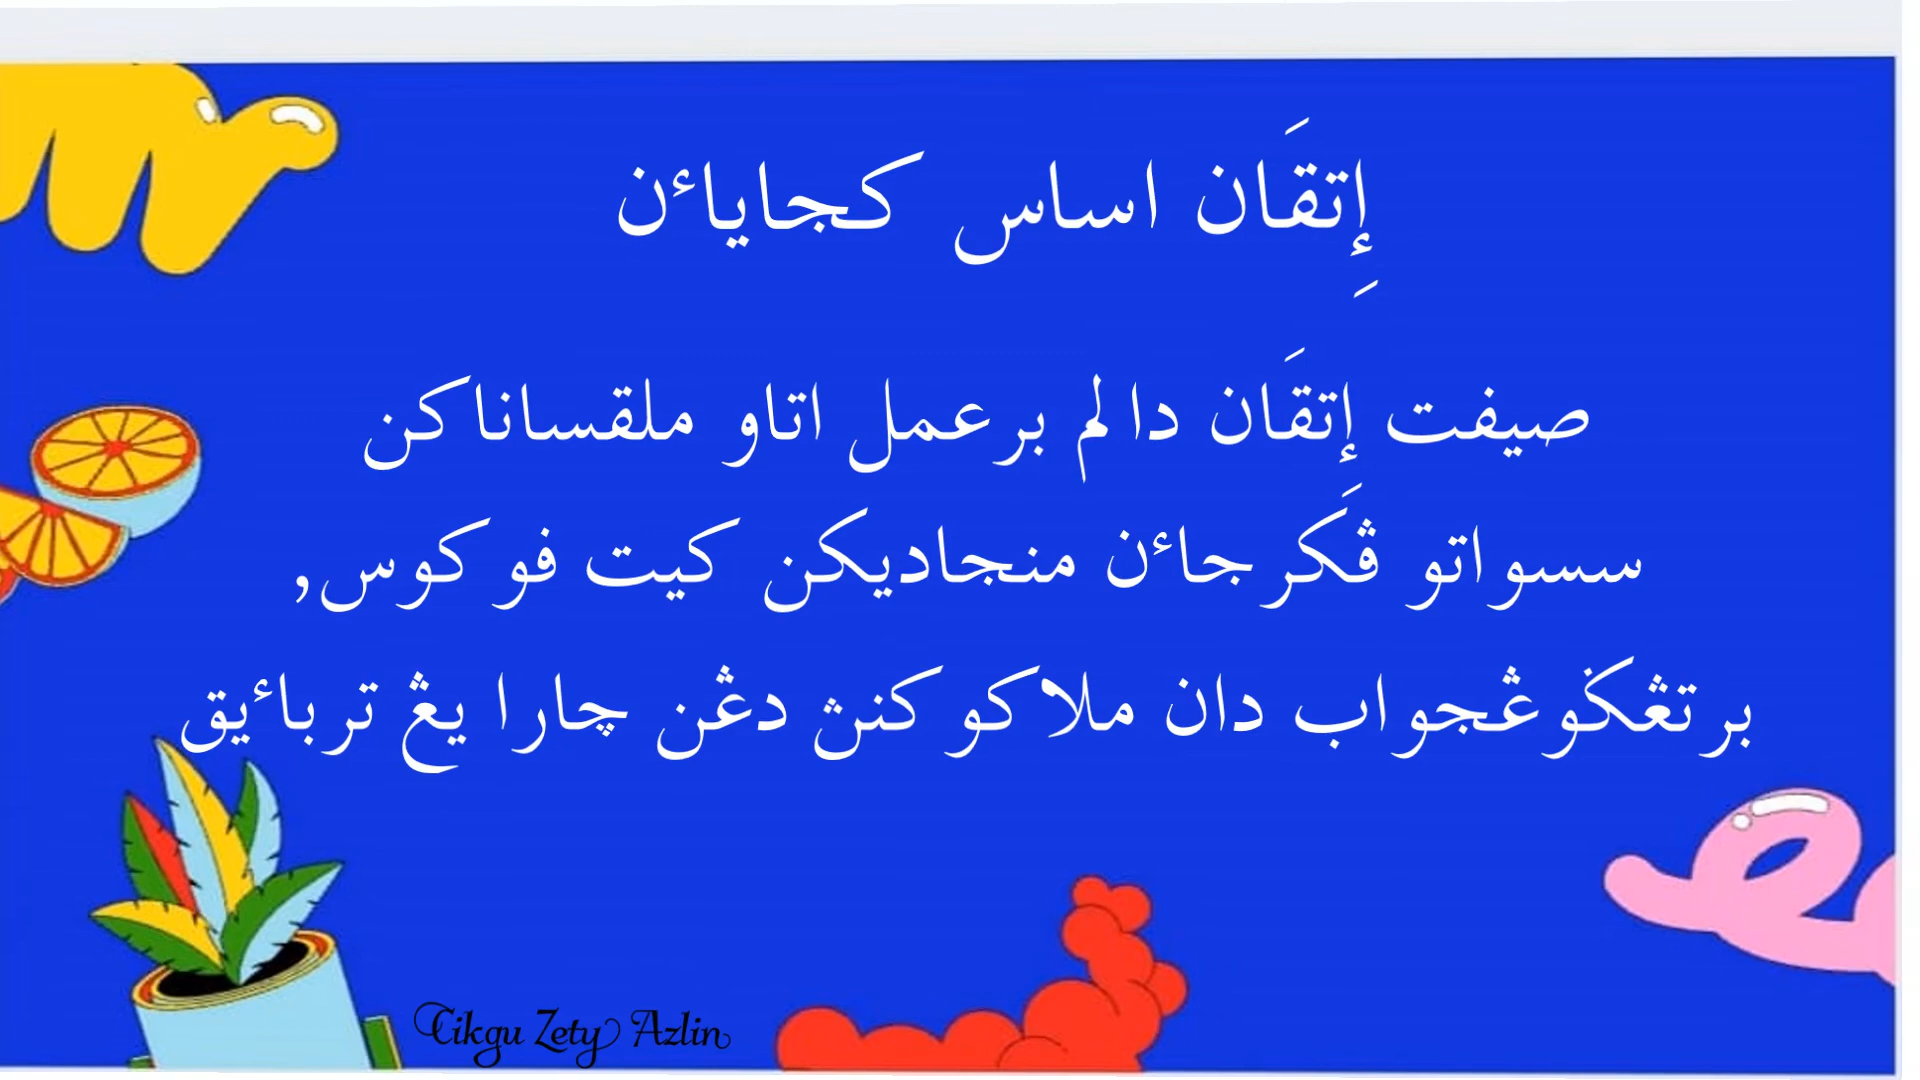 إِتقَان اساس كجاياءن
صيفت إِتقَان دالم برعمل اتاو ملقساناكن
سسواتو ڤَكرجاءن منجاديكن كيت فوكوس,
برتڠݢوڠجواب دان ملاكوكنڽ دڠن چارا يڠ ترباءيق
Cikgu Zety Azlin